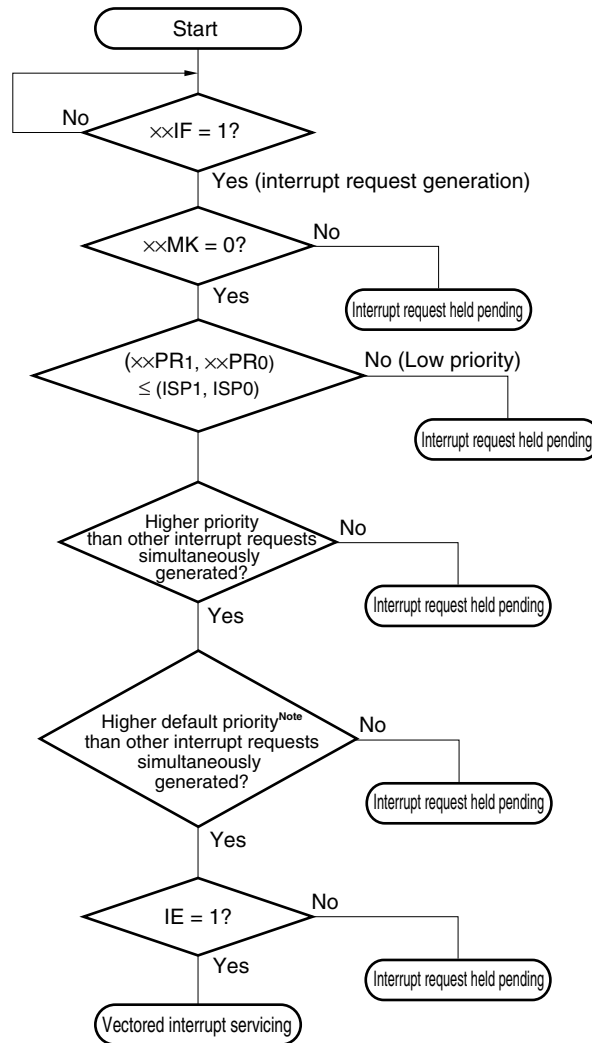 Start
No
××IF = 1?
Yes (interrupt request generation)
No
××MK = 0?
Yes
Interrupt request held pending
(××PR1, ××PR0)
≤ (ISP1, ISP0)
No (Low priority)
Interrupt request held pending
Higher priority
than other interrupt requests
simultaneously
generated?
No
Interrupt request held pending
Yes
Higher default priorityNote
than other interrupt requests
simultaneously
generated?
No
Interrupt request held pending
Yes
IE = 1?
No
Yes
Interrupt request held pending
Vectored interrupt servicing